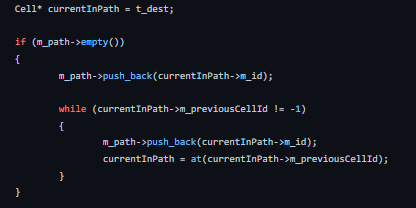 Cell* currentInPath = t_dest;
if (m_path->empty())
{
m_path->push_back(currentInPath->m_id);
while (currentInPath->m_previousCellId != -1)
{
m_path->push_back(currentInPath->m_id);
currentInPath = at(currentInPath->m_previousCellId);
}
}